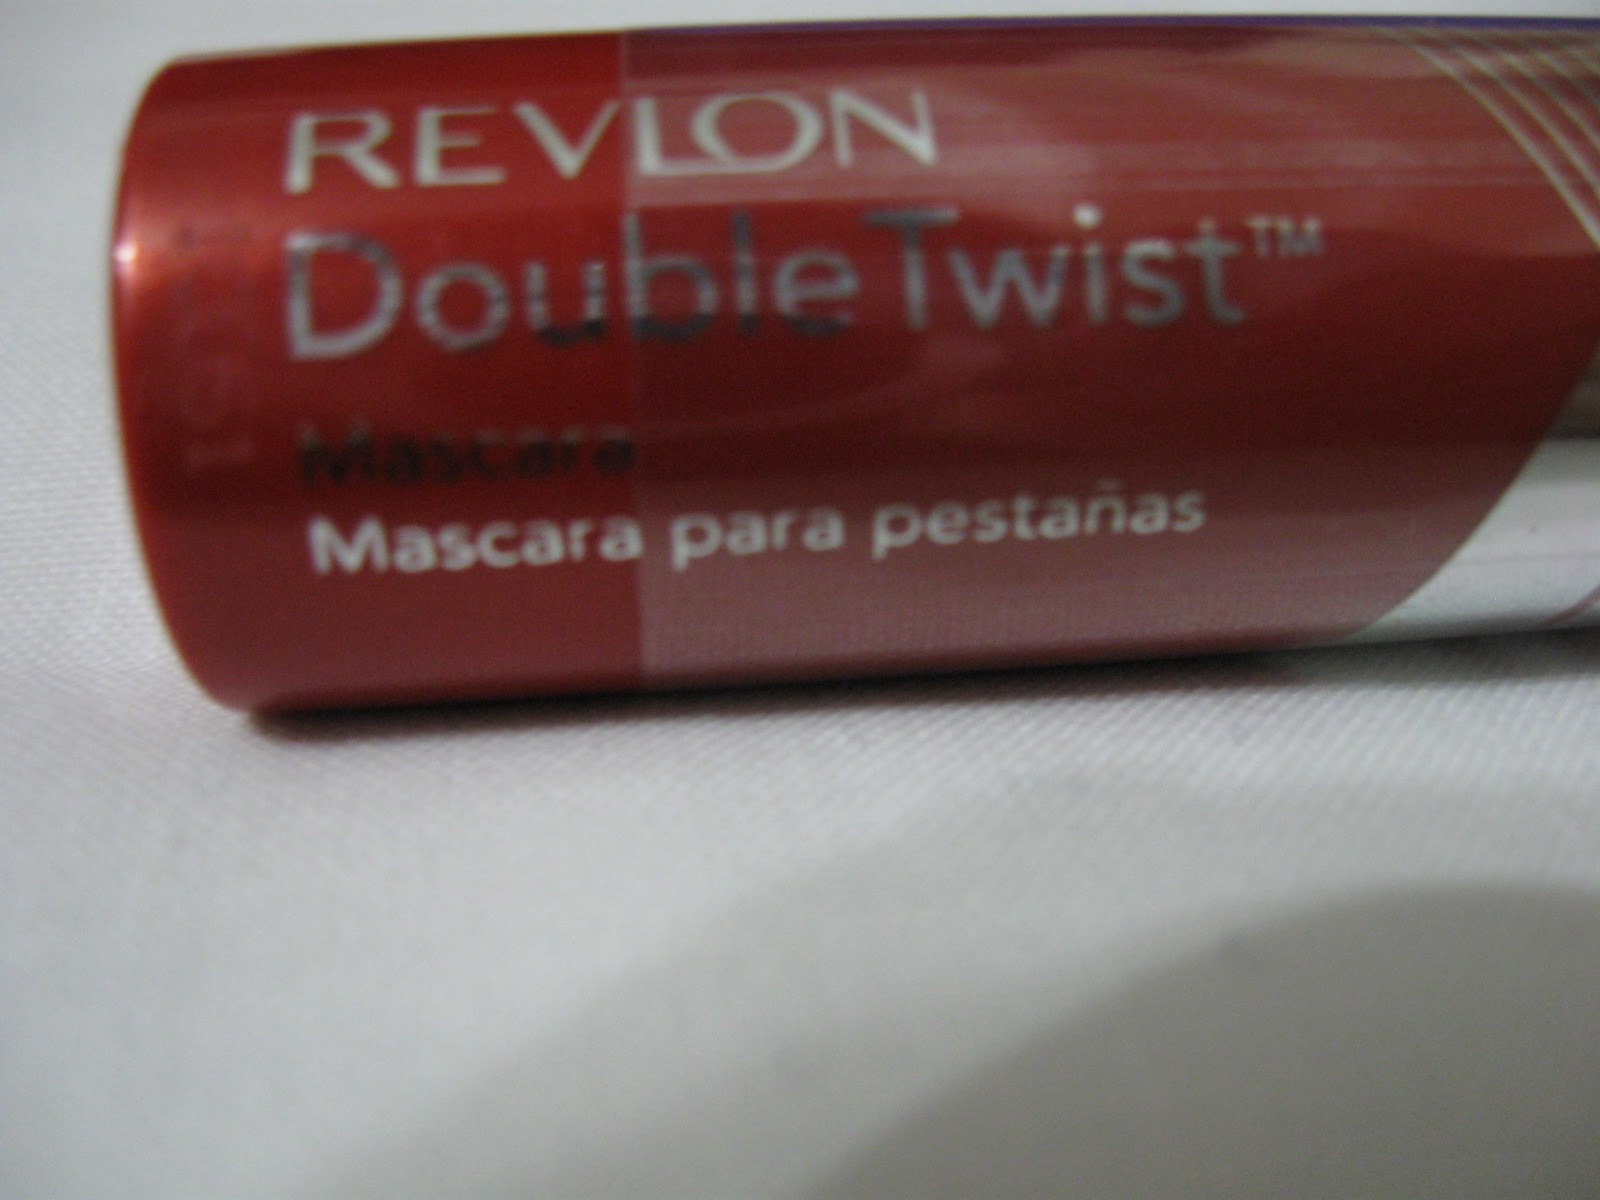 REVLON
DoubleTwist™
Mascara
Mascara para pestañas